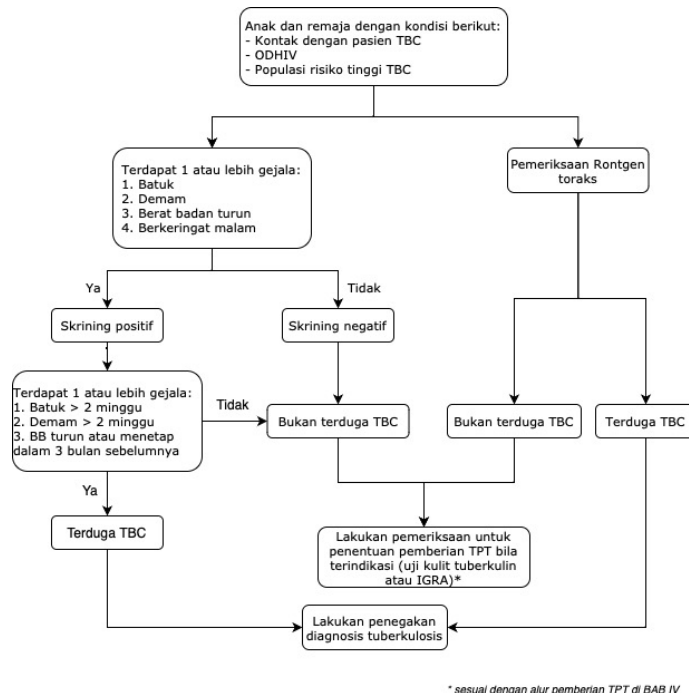 Anak dan remaja dengan kondisi berikut:
- Kontak dengan pasien TBC
- ODHIV
- Populasi risiko tinggi TBC
Terdapat 1 atau lebih gejala:
1. Batuk
2. Demam
3. Berat badan turun
4. Berkeringat malam
Pemeriksaan Rontgen
toraks
Ya
Tidak
Skrining positif
Skrining negatif
Terdapat 1 atau lebih gejala:
1. Batuk > 2 minggu
2. Demam > 2 minggu
3. BB turun atau menetap
dalam 3 bulan sebelumnya
Tidak
Bukan terduga TBC
Bukan terduga TBC
Terduga TBC
Ya
Terduga TBC
Lakukan pemeriksaan untuk
penentuan pemberian TPT bila
terindikasi (uji kulit tuberkulin
atau IGRA)*
Lakukan penegakan
diagnosis tuberkulosis
* sesuai dengan alur pemberian TPT di BAB IV